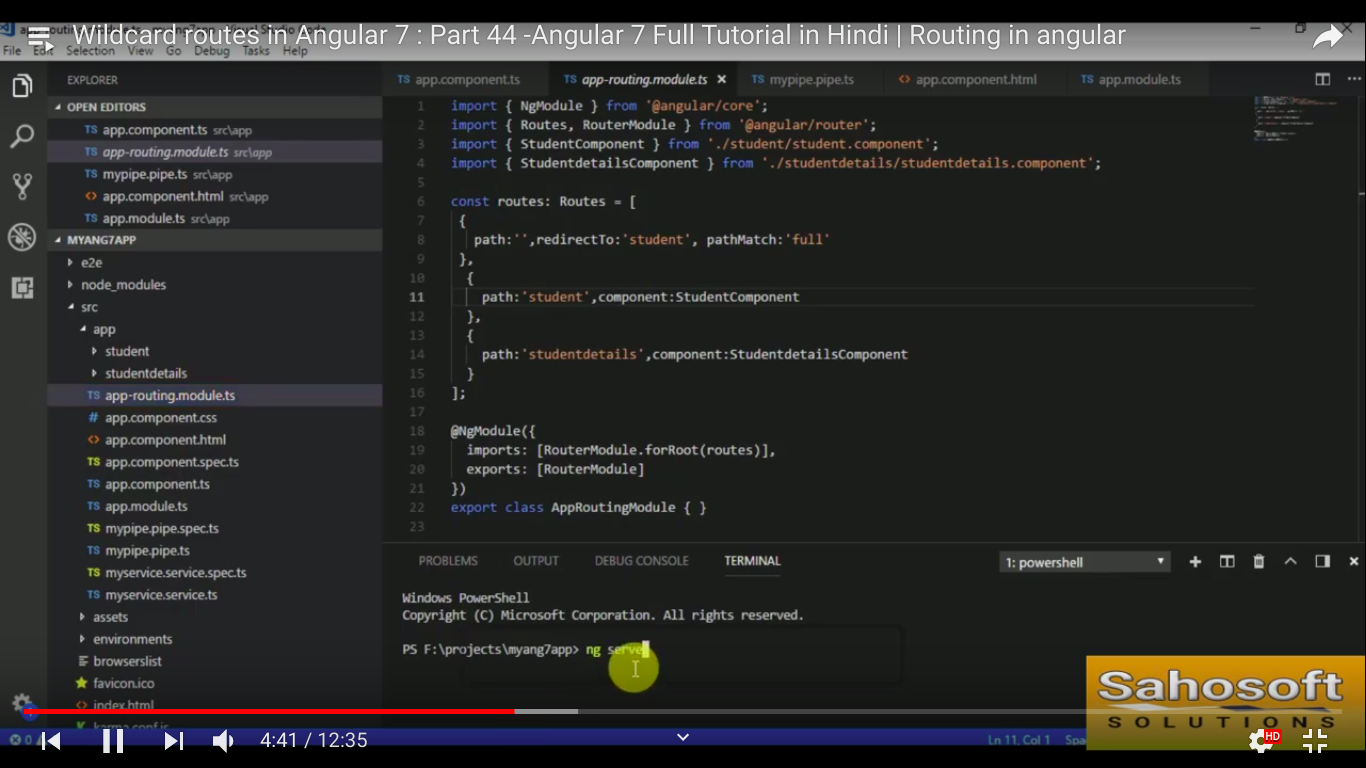 Wildcard routes in Angular 7 : Part 44 -Angular 7 Full Tutorial in Hindi | Routing in angular
File Edit Selection View Go Debug Tasks Help
EXPLORER
OPEN EDITORS
TS app.component.ts src\app
TS app-routing.module.ts src\app
TS mypipe.pipe.ts src\app
<> app.component.html src\app
TS app.module.ts src\app
MYANG7APP
e2e
node_modules
src
app
student
studentdetails
TS app-routing.module.ts
# app.component.css
<> app.component.html
TS app.component.spec.ts
TS app.component.ts
TS app.module.ts
TS mypipe.pipe.spec.ts
TS mypipe.pipe.ts
TS myservice.service.spec.ts
TS myservice.service.ts
assets
environments
browserslist
favicon.ico
<> index.html
karma.conf.js
TS app.component.ts TS app-routing.module.ts × TS mypipe.pipe.ts <> app.component.html TS app.module.ts
1 import { NgModule } from '@angular/core';
2 import { Routes, RouterModule } from '@angular/router';
3 import { StudentComponent } from './student/student.component';
4 import { StudentdetailsComponent } from './studentdetails/studentdetails.component';
5
6 const routes: Routes = [
7 {
8 path:'',redirectTo:'student', pathMatch:'full'
9 },
10 {
11 path:'student',component:StudentComponent
12 },
13 {
14 path:'studentdetails',component:StudentdetailsComponent
15 }
16 ];
17
18 @NgModule({
19 imports: [RouterModule.forRoot(routes)],
20 exports: [RouterModule]
21 })
22 export class AppRoutingModule { }
23
PROBLEMS OUTPUT DEBUG CONSOLE TERMINAL 1: powershell
Windows PowerShell
Copyright (C) Microsoft Corporation. All rights reserved.
PS F:\projects\myang7app> ng serve
Sahosoft
SOLUTIONS
4:41 / 12:35
Ln 11, Col 1
HD